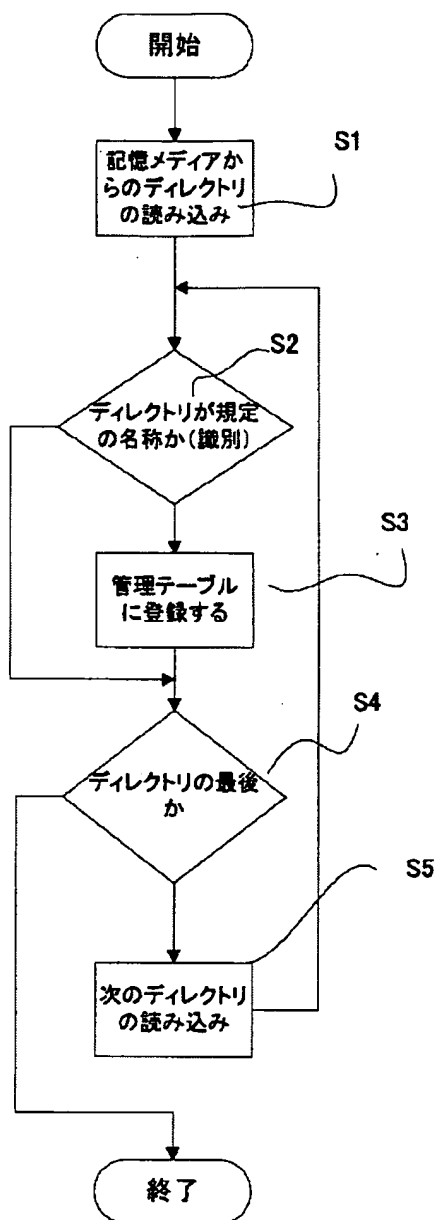 開始
記憶メディアか
らのディレクトリ
の読み込み
S1
S2
ディレクトリが規定
の名称か(識別)
S3
管理テーブル
に登録する
S4
ディレクトリの最後
か
S5
次のディレクトリ
の読み込み
終了